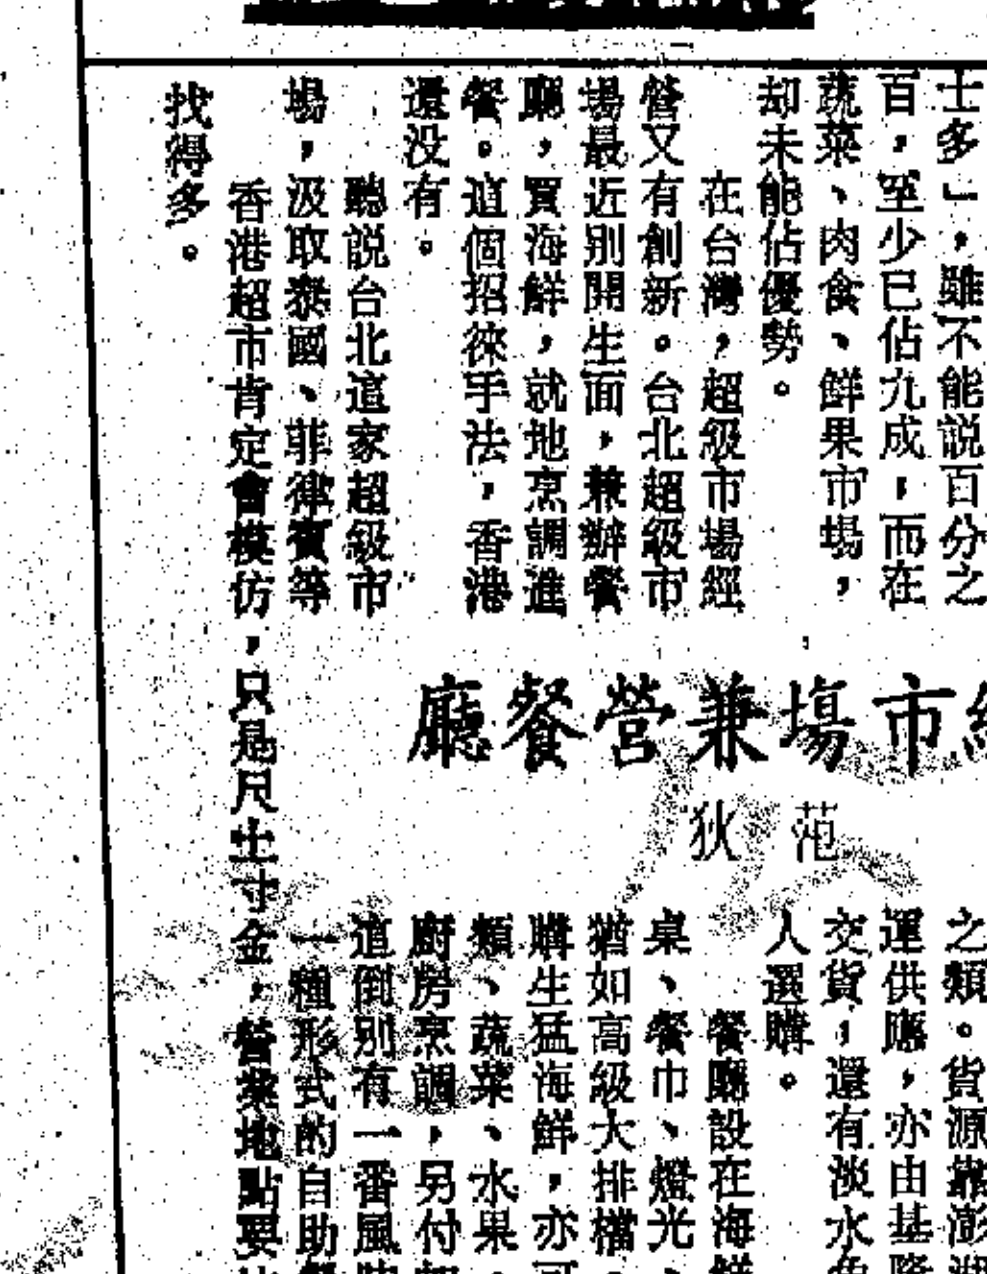 士多」,雖不能説百分之
百,至少已佔九成,而在
蔬菜、肉食、鮮果市場,
却未能佔優勢。
在台灣,超級市場經
營又有創新。台北超級市
場最近別開生面,兼辦餐
廳,買海鮮,就地烹調進
餐。這個招徠手法,香港
還没有。
聽説台北這家超級市
場,汲取泰國、菲律賓等
市塲兼營餐廳
范狄
之類。貨源靠澎
運供應,亦由基
交貨,還有淡水
人選購。
餐廳設在海鮮
桌、餐巾、燈光
猶如高級大排檔
購生猛海鮮,亦可
類、蔬菜、水果
廚房烹調,另付
這倒別有一番風
一種形式的自助
香港超市肯定會模仿,只是尺土寸金,營業地點要
找得多。